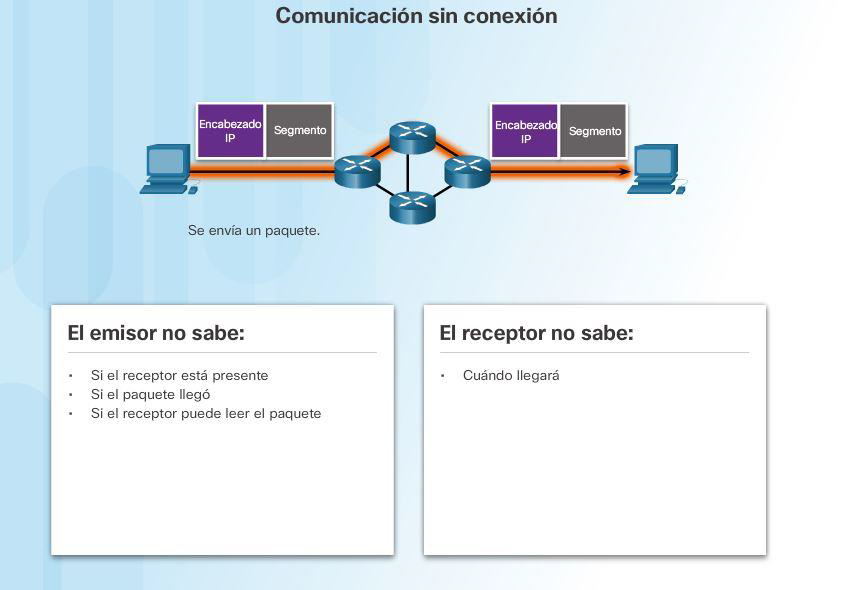 Comunicación sin conexión
Encabezado
IP
Segmento
Encabezado
IP
Segmento
Se envía un paquete.
El emisor no sabe:
• Si el receptor está presente
• Si el paquete llegó
• Si el receptor puede leer el paquete
El receptor no sabe:
• Cuándo llegará